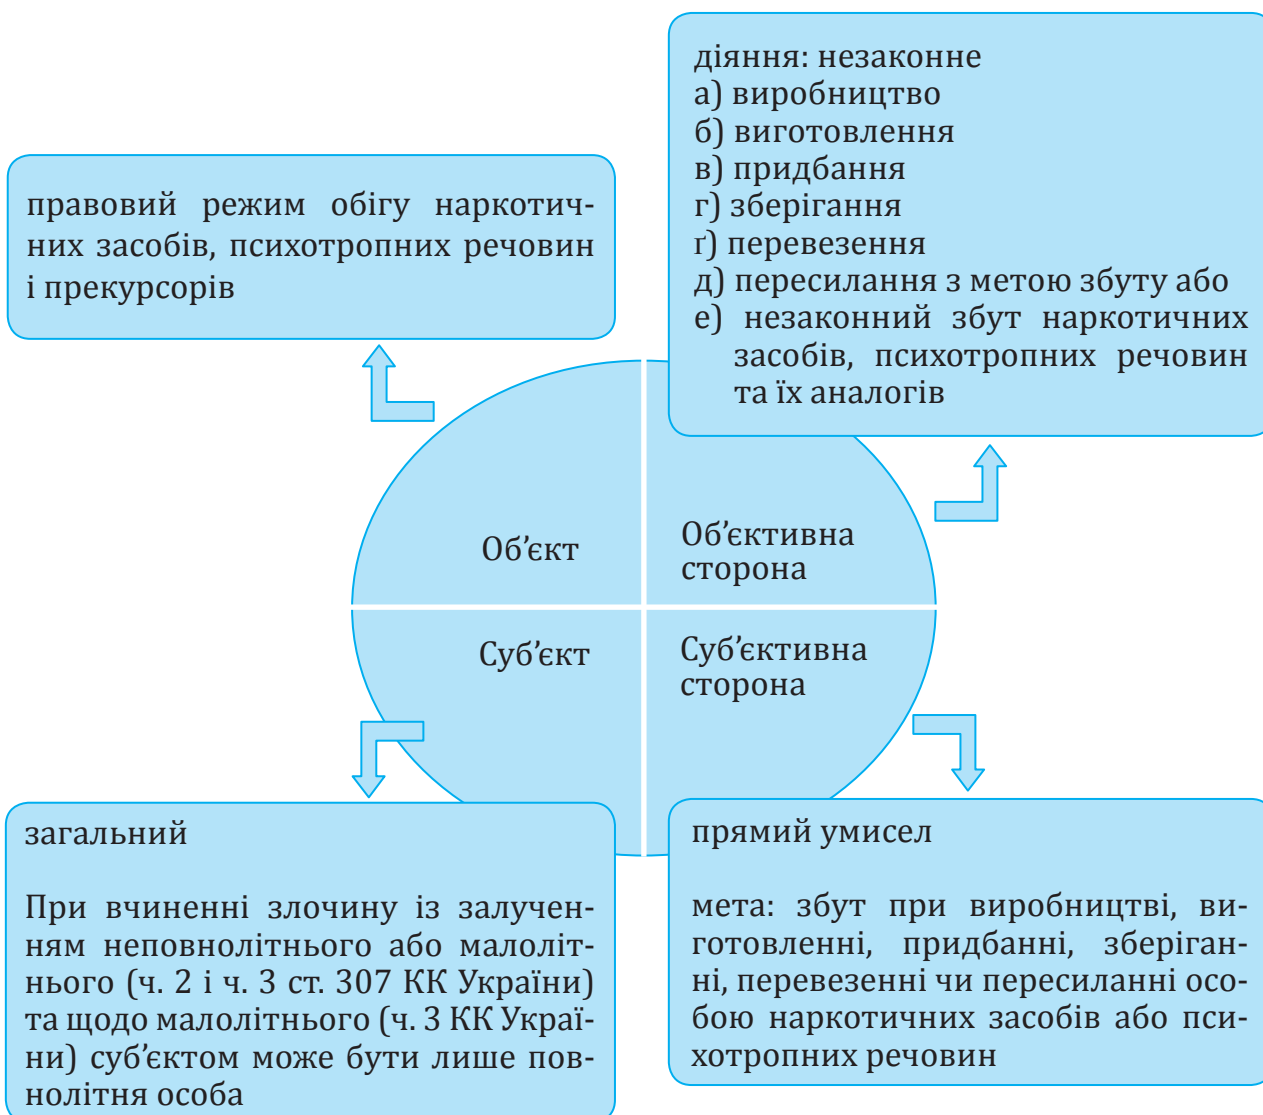 правовий режим обігу наркотич-
них засобів, психотропних речовин
і прекурсорів
діяння: незаконне
а) виробництво
б) виготовлення
в) придбання
г) зберігання
ґ) перевезення
д) пересилання з метою збуту або
е) незаконний збут наркотичних
засобів, психотропних речовин
та їх аналогів
Об’єкт
Об’єктивна
сторона
Суб’єкт
Суб’єктивна
сторона
загальний
При вчиненні злочину із залучен-
ням неповнолітнього або малоліт-
нього (ч. 2 і ч. 3 ст. 307 КК України)
та щодо малолітнього (ч. 3 КК Украї-
ни) суб’єктом може бути лише пов-
нолітня особа
прямий умисел
мета: збут при виробництві, ви-
готовленні, придбанні, зберіган-
ні, перевезенні чи пересиланні осо-
бою наркотичних засобів або пси-
хотропних речовин